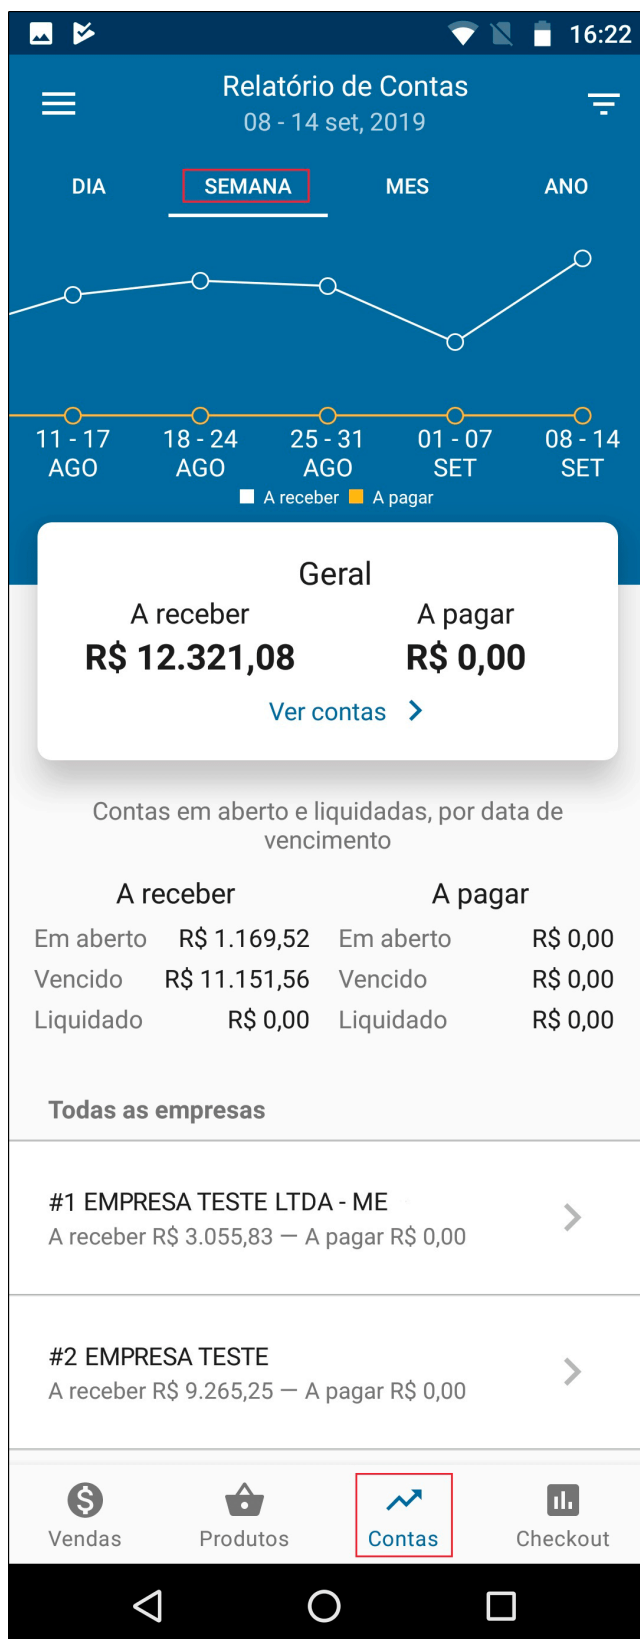 16:22
Relatório de Contas
08 - 14 set, 2019
DIA SEMANA MES ANO
11 - 17 18 - 24 25 - 31 01 - 07 08 - 14
AGO AGO AGO SET SET
A receber A pagar
Geral
A receber A pagar
R$ 12.321,08 R$ 0,00
Ver contas
Contas em aberto e liquidadas, por data de
vencimento
A receber A pagar
Em aberto R$ 1.169,52 Em aberto R$ 0,00
Vencido R$ 11.151,56 Vencido R$ 0,00
Liquidado R$ 0,00 Liquidado R$ 0,00
Todas as empresas
#1 EMPRESA TESTE LTDA - ME
A receber R$ 3.055,83 — A pagar R$ 0,00
#2 EMPRESA TESTE
A receber R$ 9.265,25 — A pagar R$ 0,00
Vendas Produtos Contas Checkout